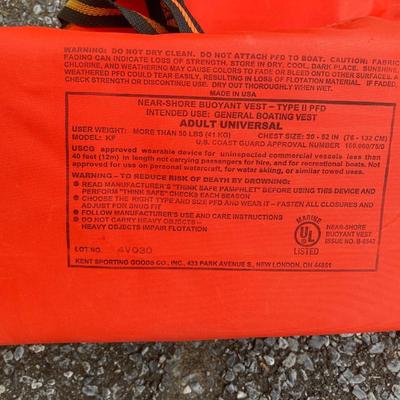 WARNING: DO NOT DRY CLEAN. DO NOT ATTACH PFD TO BOAT. CAUTION: FABRIC
FADING CAN INDICATE LOSS OF STRENGTH. STORE IN DRY, COOL, DARK PLACE. SUNSHINE,
CHLORINE, AND WEATHERING MAY CAUSE COLORS TO FADE OR BLEED ONTO OTHER SURFACES. A
WEATHERED PFD COULD TEAR EASILY, RESULTING IN LOSS OF FLOTATION MATERIAL. IF FADED,
CHECK STRENGTH OR DISCONTINUE USE. DRY OUT THOROUGHLY WHEN WET.
MADE IN USA
NEAR-SHORE BUOYANT VEST – TYPE II PFD
INTENDED USE: GENERAL BOATING VEST
ADULT UNIVERSAL
USER WEIGHT: MORE THAN 90 LBS (41 KG) CHEST SIZE: 30 - 52 IN (76 - 132 CM)
MODEL: KF U.S. COAST GUARD APPROVAL NUMBER 160.060/75/0
USCG approved wearable device for uninspected commercial vessels less than
40 feet (12m) in length not carrying passengers for hire, and for recreational boats. Not
approved for use on personal watercraft, for water skiing, or similar towed uses.
WARNING – TO REDUCE RISK OF DEATH BY DROWNING:
READ MANUFACTURER'S "THINK SAFE PAMPHLET" BEFORE USING THIS DEVICE AND
PERFORM "THINK SAFE" CHECKS EACH SEASON
CHOOSE THE RIGHT TYPE AND SIZE PFD AND WEAR IT – FASTEN ALL CLOSURES AND
ADJUST FOR SNUG FIT
FOLLOW MANUFACTURER'S USE AND CARE INSTRUCTIONS
DO NOT CARRY HEAVY OBJECTS –
HEAVY OBJECTS IMPAIR FLOTATION
MARINE
UL
LISTED
NEAR-SHORE
BUOYANT VEST
ISSUE NO. B-6542
LOT NO. 4V030
KENT SPORTING GOODS CO., INC., 433 PARK AVENUE S., NEW LONDON, OH 44851